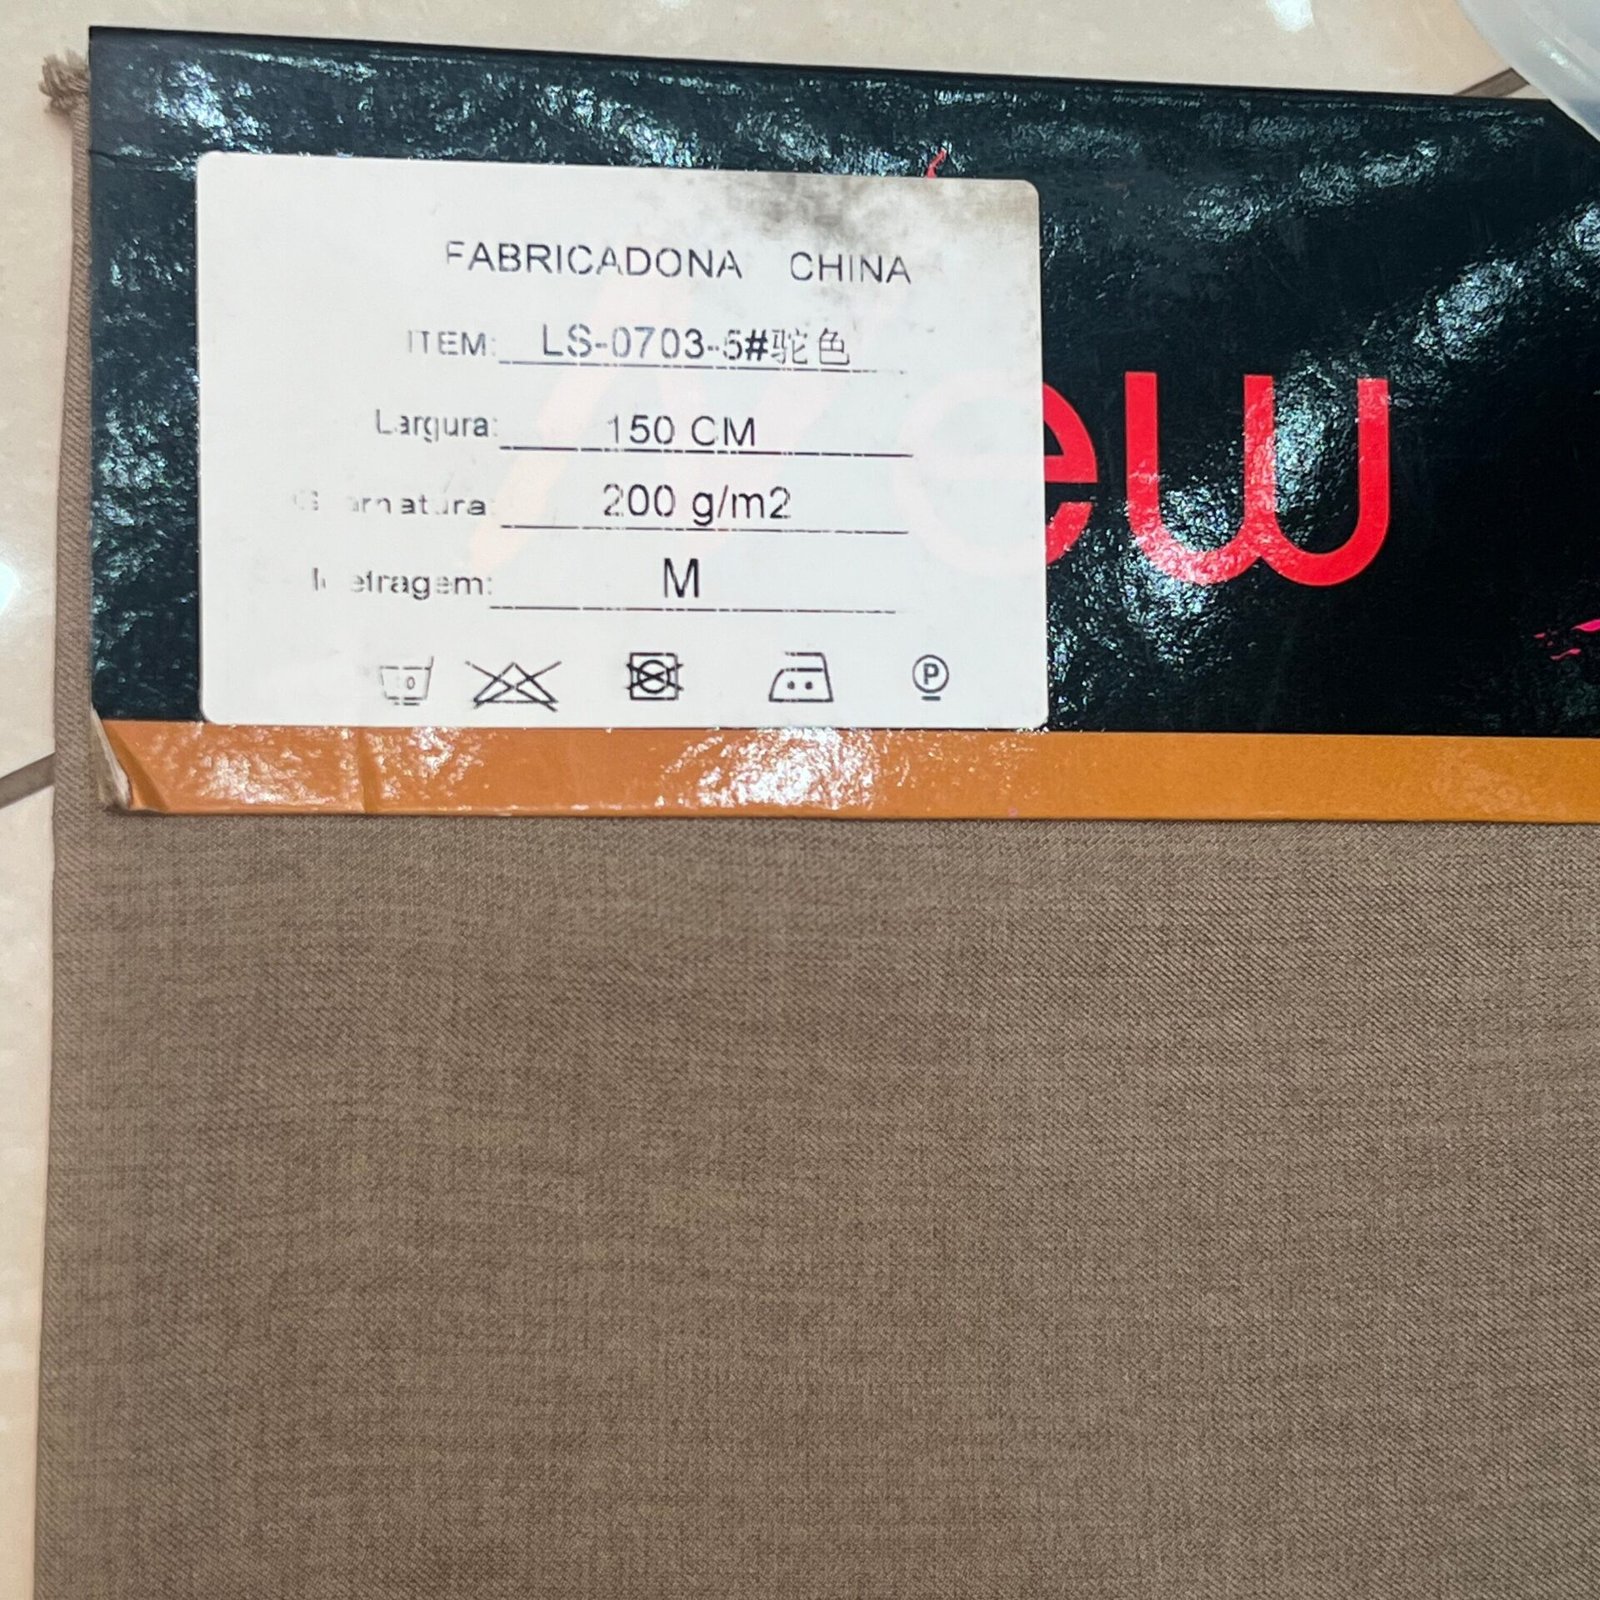 FABRICADONA CHINA
ITEM: LS-0703-5#驼色
Largura: 150 CM
200 g/m2
M
ew
P